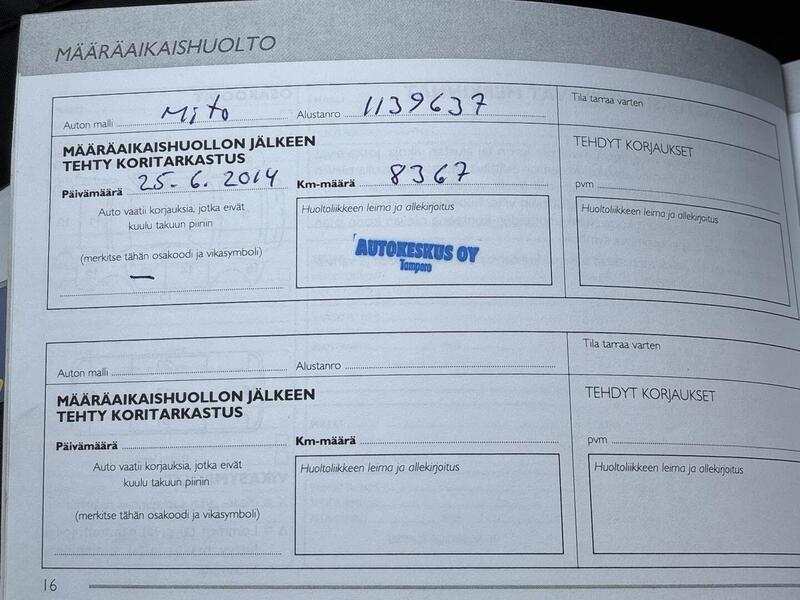 MÄÄRÄAIKAISHUOLTO
Auton malli Mito Alustanro 1139637 Tila tarraa varten
MÄÄRÄAIKAISHUOLLON JÄLKEEN
TEHTY KORITARKASTUS
TEHDYT KORJAUKSET
Päivämäärä 25.6.2014 Km-määrä 8367 pvm
Auto vaatii korjauksia, jotka eivät
kuulu takuun piiriin
(merkitse tähän osakoodi ja vikasymboli)
—
Huoltoliikkeen leima ja allekirjoitus
AUTOKESKUS OY
Tampere
Huoltoliikkeen leima ja allekirjoitus
Auton malli Alustanro Tila tarraa varten
MÄÄRÄAIKAISHUOLLON JÄLKEEN
TEHTY KORITARKASTUS
TEHDYT KORJAUKSET
Päivämäärä Km-määrä pvm
Auto vaatii korjauksia, jotka eivät
kuulu takuun piiriin
(merkitse tähän osakoodi ja vikasymboli)
Huoltoliikkeen leima ja allekirjoitus
Huoltoliikkeen leima ja allekirjoitus
16